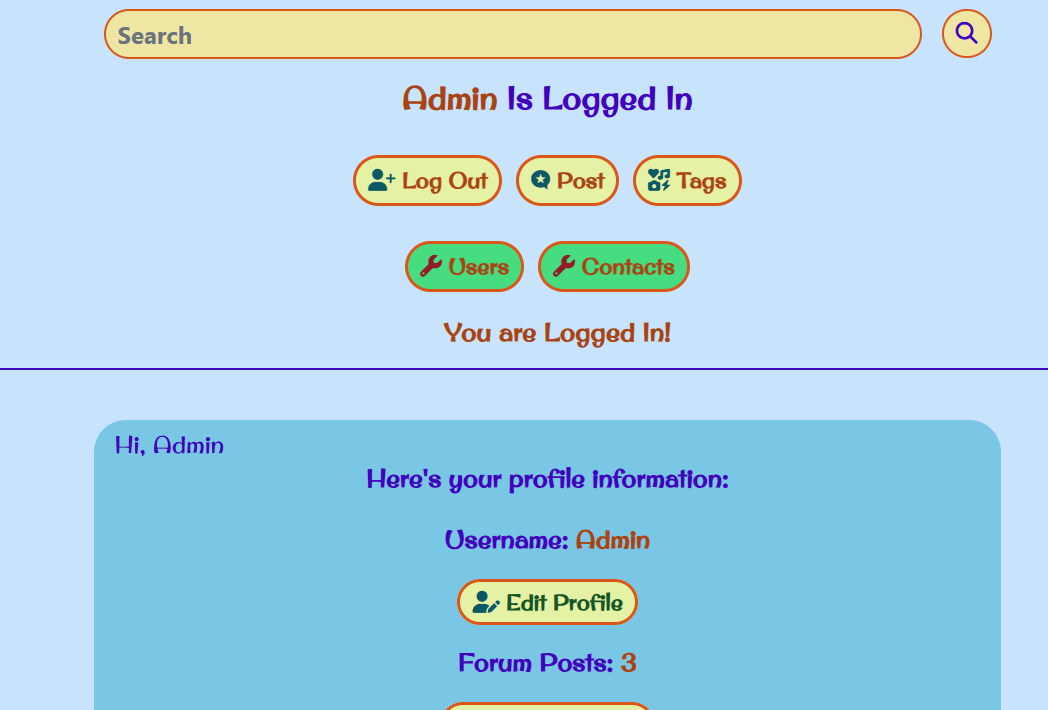 Search
Admin Is Logged In
Log Out Post Tags
Users Contacts
You are Logged In!
Hi, Admin
Here's your profile information:
Username: Admin
Edit Profile
Forum Posts: 3